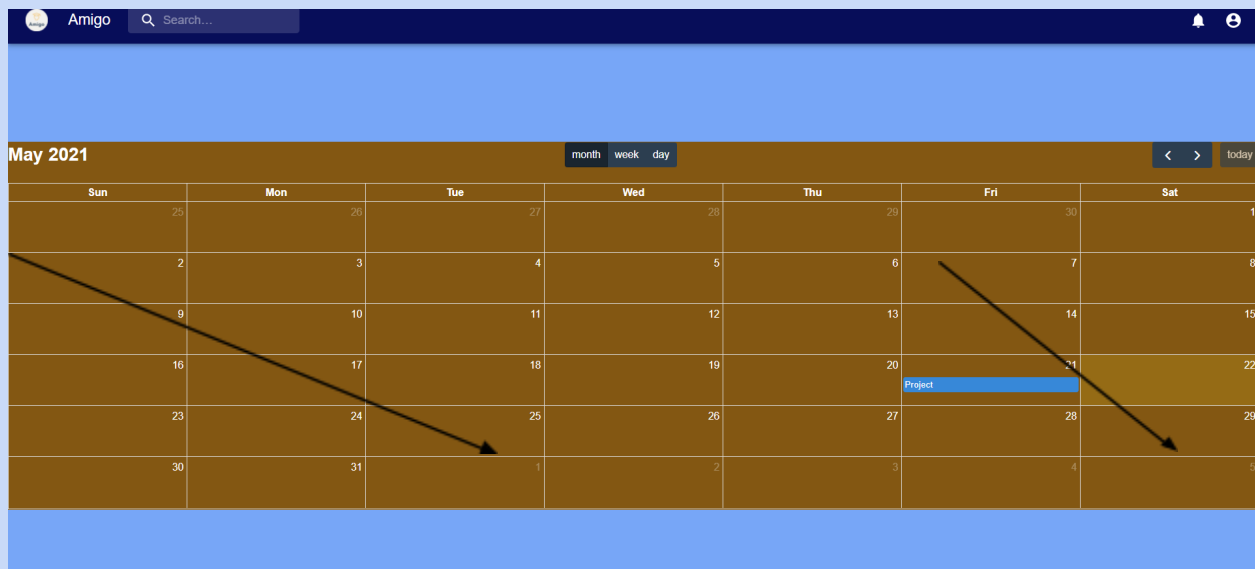 Amigo Amigo Search...
May 2021 month week day today
Sun Mon Tue Wed Thu Fri Sat
25 26 27 28 29 30 1
2 3 4 5 6 7 8
9 10 11 12 13 14 15
16 17 18 19 20 21 22
Project
23 24 25 26 27 28 29
30 31 1 2 3 4 5